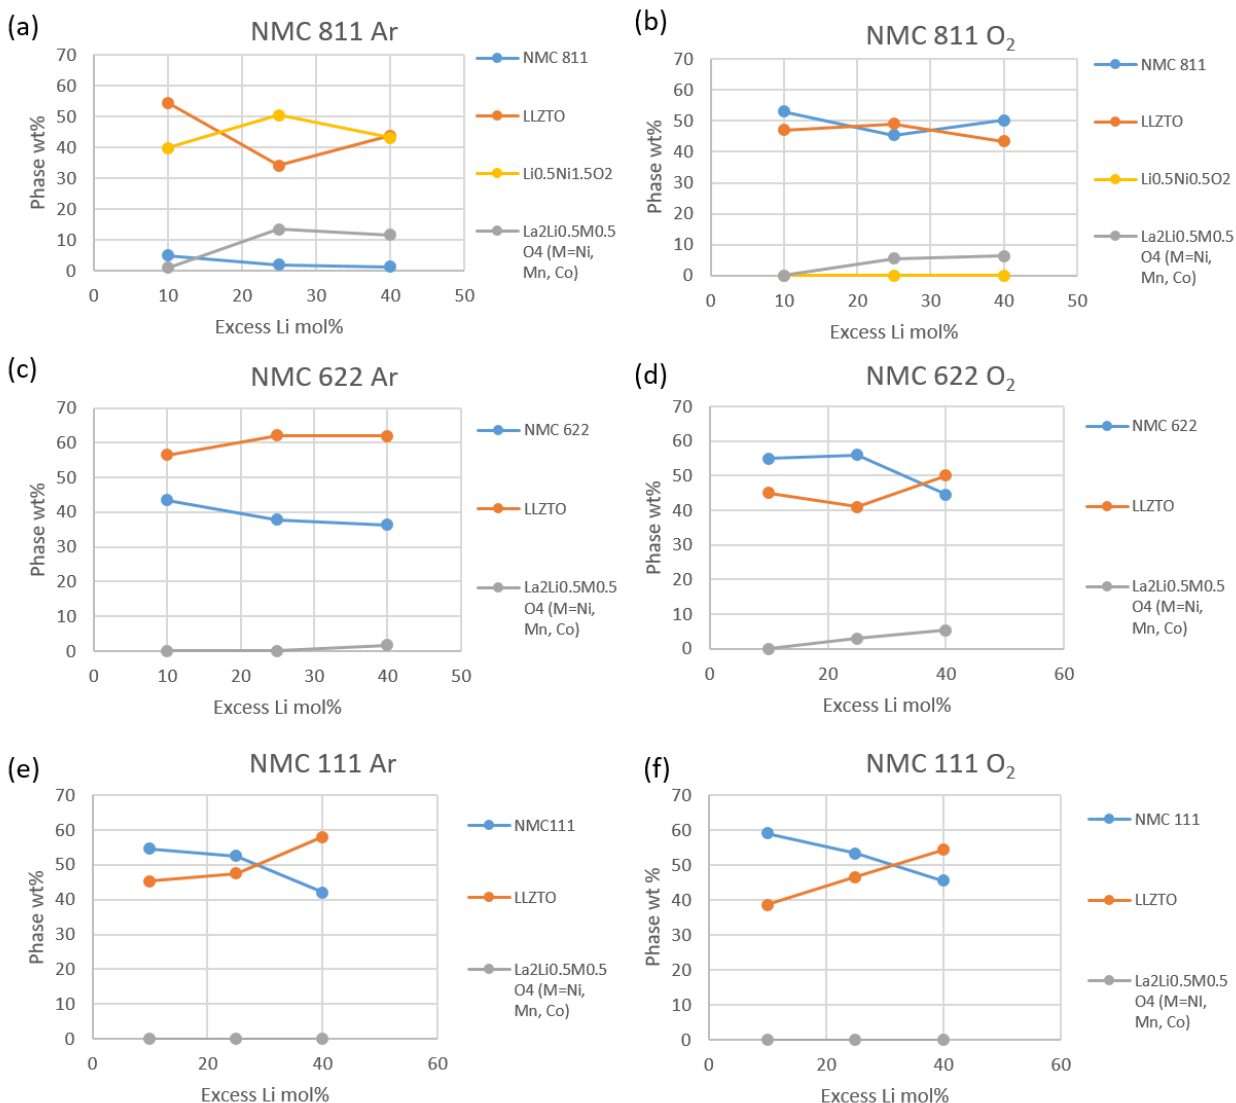 (a)
NMC 811 Ar
70
60
50
40
30
20
10
0
Phase wt%
0 10 20 30 40 50
Excess Li mol%
NMC 811
LLZTO
Li0.5Ni1.5O2
La2Li0.5M0.5
O4 (M=Ni,
Mn, Co)
(b)
NMC 811 O₂
70
60
50
40
30
20
10
0
Phase wt%
0 10 20 30 40 50
Excess Li mol%
NMC 811
LLZTO
Li0.5Ni0.5O2
La2Li0.5M0.5
O4 (M=Ni,
Mn, Co)
(c)
NMC 622 Ar
70
60
50
40
30
20
10
0
Phase wt%
0 10 20 30 40 50
Excess Li mol%
NMC 622
LLZTO
La2Li0.5M0.5
O4 (M=Ni,
Mn, Co)
(d)
NMC 622 O₂
70
60
50
40
30
20
10
0
Phase wt%
0 20 40 60
Excess Li mol%
NMC 622
LLZTO
La2Li0.5M0.5
O4 (M=Ni,
Mn, Co)
(e)
NMC 111 Ar
70
60
50
40
30
20
10
0
Phase wt%
0 20 40 60
Excess Li mol%
NMC111
LLZTO
La2Li0.5M0.5
O4 (M=Ni,
Mn, Co)
(f)
NMC 111 O₂
70
60
50
40
30
20
10
0
Phase wt %
0 20 40 60
Excess Li mol%
NMC 111
LLZTO
La2Li0.5M0.5
O4 (M=NI,
Mn, Co)